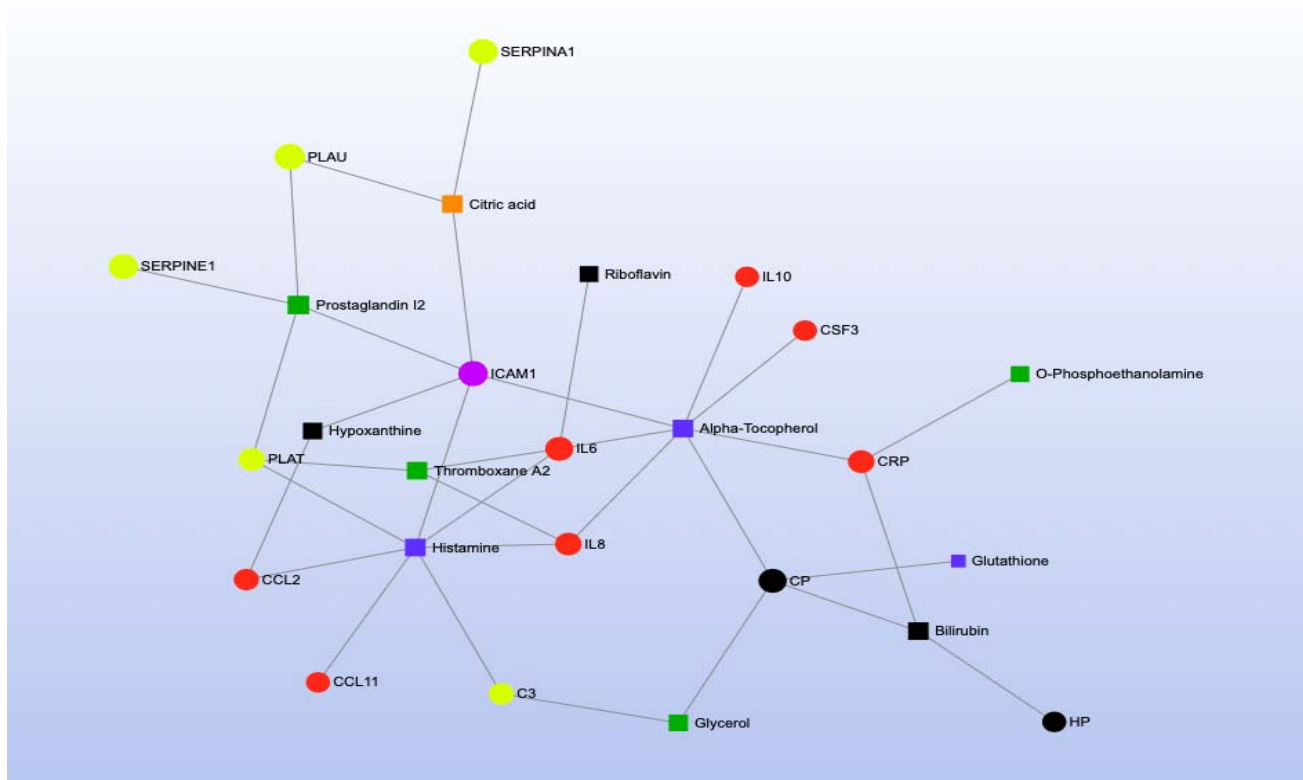 SERPINA1
PLAU
Citric acid
SERPINE1
Riboflavin
IL10
Prostaglandin I2
CSF3
ICAM1
O-Phosphoethanolamine
Hypoxanthine
Alpha-Tocopherol
IL6
PLAT
CRP
Thromboxane A2
Histamine
IL8
Glutathione
CCL2
CP
Bilirubin
CCL11
C3
Glycerol
HP